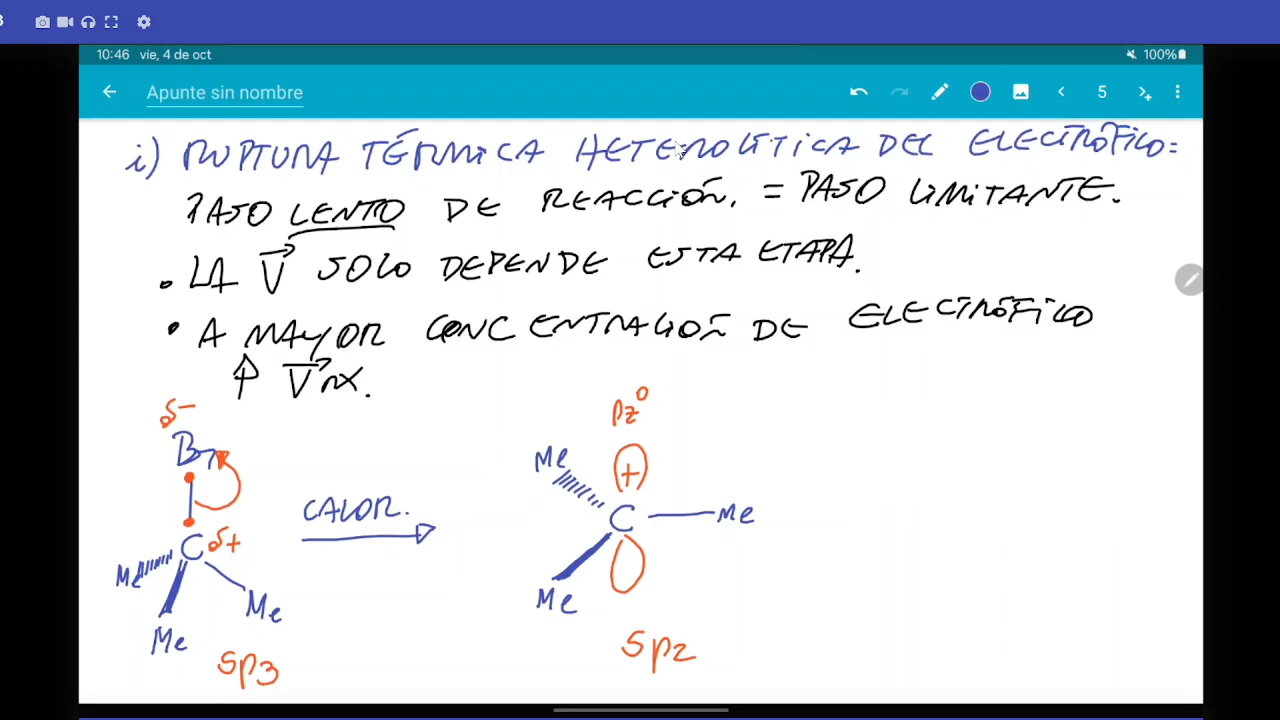 10:46 vie, 4 de oct 100%
Apunte sin nombre 5
i) RUPTURA TÉRMICA HETEROLÍTICA DEL ELECTRÓFILO:
PASO LENTO DE REACCIÓN. = PASO LIMITANTE.
• LA V SOLO DEPENDE ESTA ETAPA.
• A MAYOR CONCENTRACIÓN DE ELECTRÓFILO
↑ V rx.
δ-
Br
C δ+
Me
Me
Me
sp3
CALOR.
pz⁰
Me
+
C
Me
Me
sp2